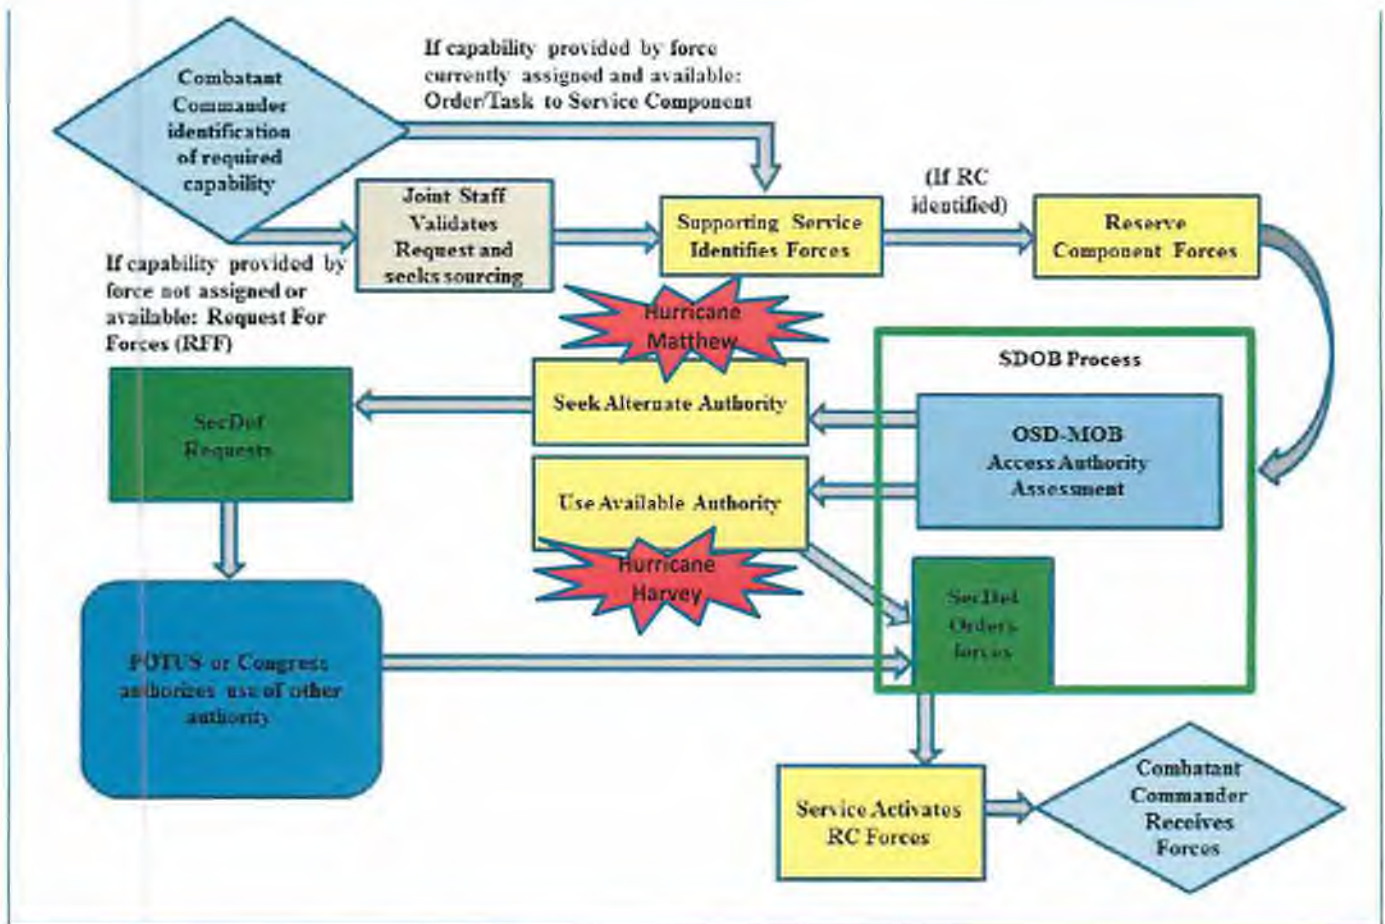 Combatant
Commander
identification
of required
capability
If capability provided by force
currently assigned and available:
Order/Task to Service Component
Joint Staff
Validates
Request and
seeks sourcing
Supporting Service
Identifies Forces
(If RC
identified)
Reserve
Component Forces
If capability provided by
force not assigned or
available: Request For
Forces (RFF)
Hurricane
Matthew
SDOB Process
SecDef
Requests
Seek Alternate Authority
OSD-MOB
Access Authority
Assessment
Use Available Authority
Hurricane
Harvey
SecDef
Orders
forces
POTUS or Congress
authorizes use of other
authority
Service Activates
RC Forces
Combatant
Commander
Receives
Forces